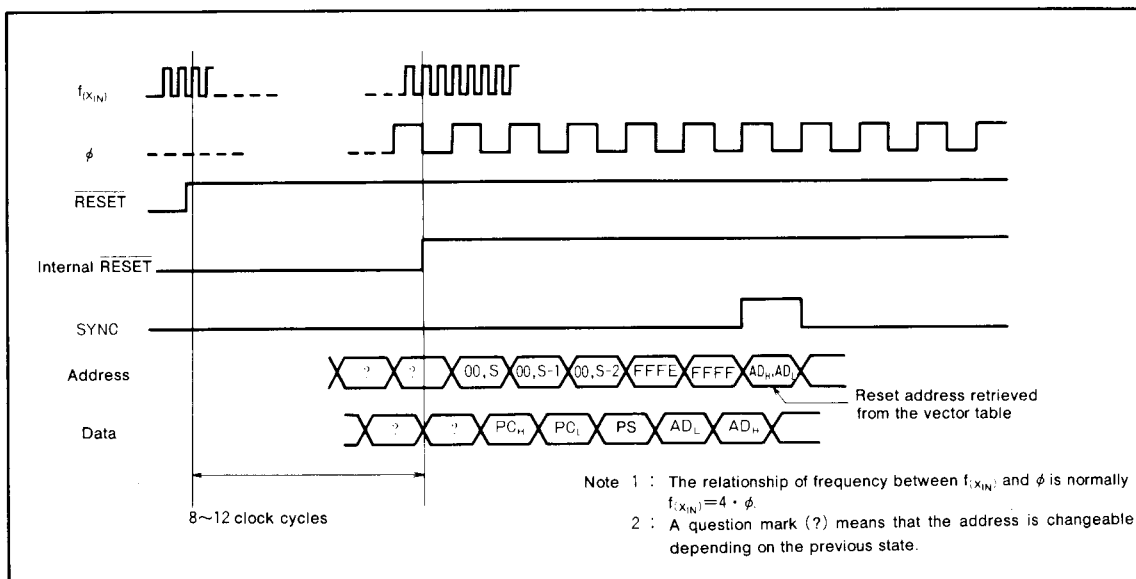 f(XIN)
φ
RESET
Internal RESET
SYNC
Address
? ? 00,S 00,S-1 00,S-2 FFFE FFFF ADH,ADL
Reset address retrieved
from the vector table
Data
? ? PCH PCL PS ADL ADH
8~12 clock cycles
Note 1 : The relationship of frequency between f(XIN) and φ is normally
f(XIN)=4·φ.
2 : A question mark (?) means that the address is changeable
depending on the previous state.